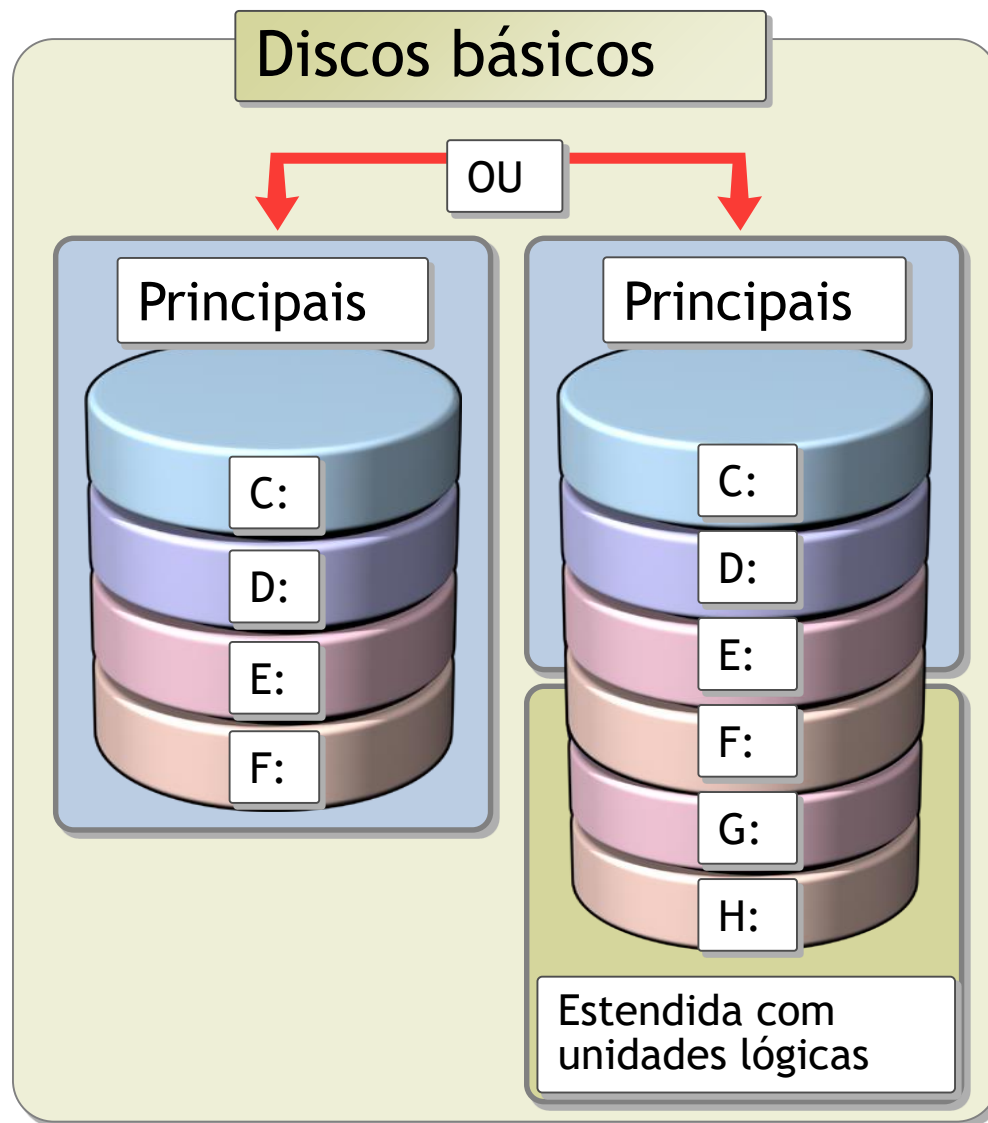 Discos básicos
OU
Principais
C:
D:
E:
F:
Principais
C:
D:
E:
F:
G:
H:
Estendida com
unidades lógicas